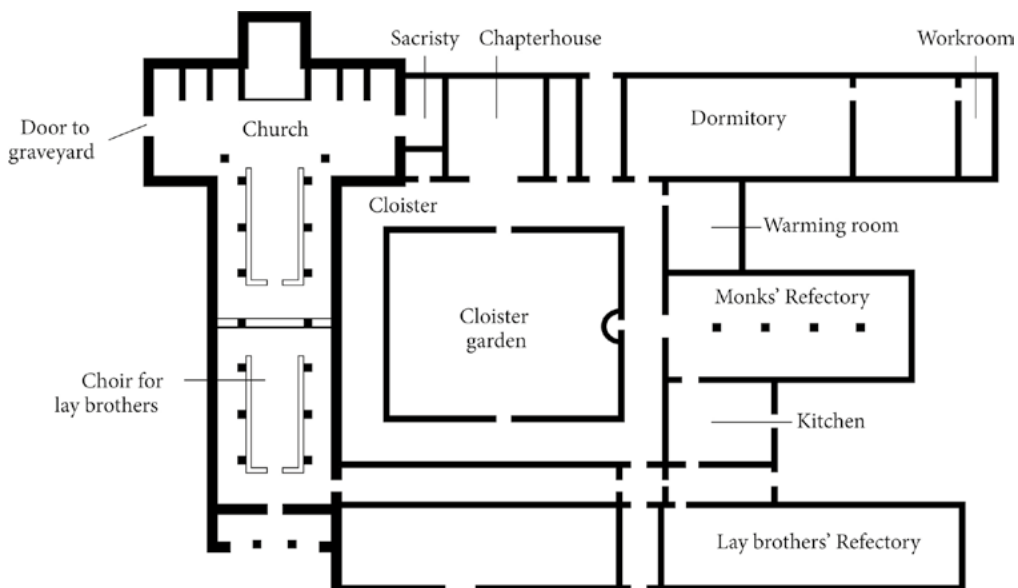 Sacristy
Chapterhouse
Workroom
Door to
graveyard
Church
Dormitory
Cloister
Warming room
Monks’ Refectory
Cloister
garden
Choir for
lay brothers
Kitchen
Lay brothers’ Refectory